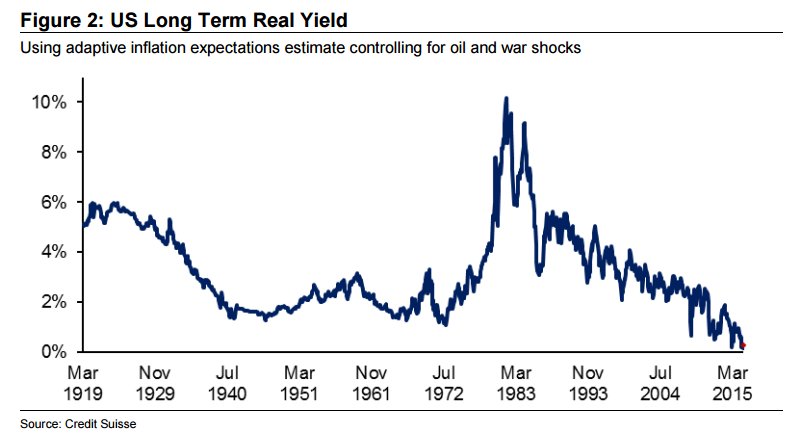 Figure 2: US Long Term Real Yield
Using adaptive inflation expectations estimate controlling for oil and war shocks
10%
8%
6%
4%
2%
0%
Mar Nov Jul Mar Nov Jul Mar Nov Jul Mar
1919 1929 1940 1951 1961 1972 1983 1993 2004 2015
Source: Credit Suisse